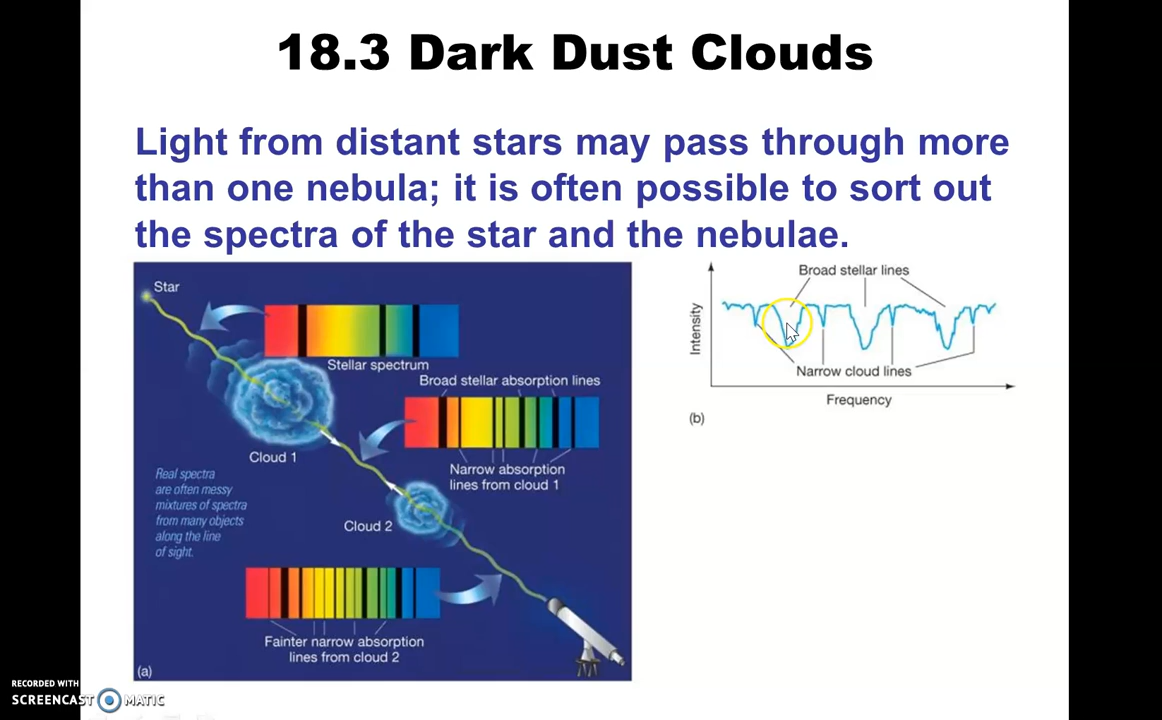 18.3 Dark Dust Clouds
Light from distant stars may pass through more
than one nebula; it is often possible to sort out
the spectra of the star and the nebulae.
Star
Stellar spectrum
Broad stellar absorption lines
Cloud 1
Narrow absorption
lines from cloud 1
Real spectra
are often messy
mixtures of spectra
from many objects
along the line
of sight.
Cloud 2
Fainter narrow absorption
lines from cloud 2
(a)
Broad stellar lines
Intensity
Narrow cloud lines
Frequency
(b)
RECORDED WITH
SCREENCAST MATIC